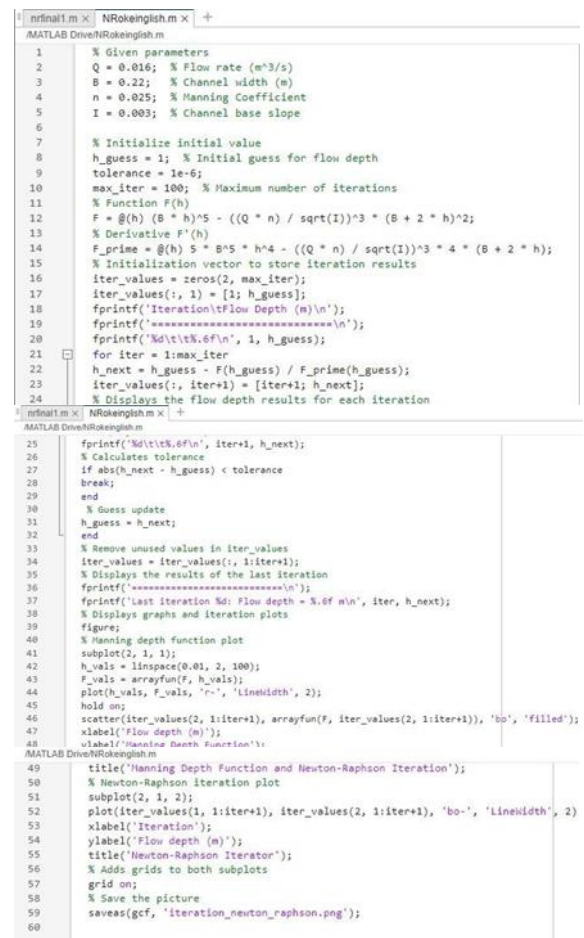 nrfinal1.m × NRokeinglish.m × +
/MATLAB Drive/NRokeinglish.m
1 % Given parameters
2 Q = 0.016; % Flow rate (m^3/s)
3 B = 0.22; % Channel width (m)
4 n = 0.025; % Manning Coefficient
5 I = 0.003; % Channel base slope
6
7 % Initialize initial value
8 h_guess = 1; % Initial guess for flow depth
9 tolerance = 1e-6;
10 max_iter = 100; % Maximum number of iterations
11 % Function F(h)
12 F = @(h) (B * h)^5 - ((Q * n) / sqrt(I))^3 * (B + 2 * h)^2;
13 % Derivative F'(h)
14 F_prime = @(h) 5 * B^5 * h^4 - ((Q * n) / sqrt(I))^3 * 4 * (B + 2 * h);
15 % Initialization vector to store iteration results
16 iter_values = zeros(2, max_iter);
17 iter_values(:, 1) = [1; h_guess];
18 fprintf('Iteration\tFlow Depth (m)\n');
19 fprintf('============================\n');
20 fprintf('%d\t\t%.6f\n', 1, h_guess);
21 for iter = 1:max_iter
22 h_next = h_guess - F(h_guess) / F_prime(h_guess);
23 iter_values(:, iter+1) = [iter+1; h_next];
24 % Displays the flow depth results for each iteration
nrfinal1.m × NRokeinglish.m × +
/MATLAB Drive/NRokeinglish.m
25 fprintf('%d\t\t%.6f\n', iter+1, h_next);
26 % Calculates tolerance
27 if abs(h_next - h_guess) < tolerance
28 break;
29 end
30 % Guess update
31 h_guess = h_next;
32 end
33 % Remove unused values in iter_values
34 iter_values = iter_values(:, 1:iter+1);
35 % Displays the results of the last iteration
36 fprintf('============================\n');
37 fprintf('Last iteration %d: Flow depth = %.6f m\n', iter, h_next);
38 % Displays graphs and iteration plots
39 figure;
40 % Manning depth function plot
41 subplot(2, 1, 1);
42 h_vals = linspace(0.01, 2, 100);
43 F_vals = arrayfun(F, h_vals);
44 plot(h_vals, F_vals, 'r-', 'LineWidth', 2);
45 hold on;
46 scatter(iter_values(2, 1:iter+1), arrayfun(F, iter_values(2, 1:iter+1)), 'bo', 'filled');
47 xlabel('Flow depth (m)');
48 ylabel('Manning Depth Function');
/MATLAB Drive/NRokeinglish.m
49 title('Manning Depth Function and Newton-Raphson Iteration');
50 % Newton-Raphson iteration plot
51 subplot(2, 1, 2);
52 plot(iter_values(1, 1:iter+1), iter_values(2, 1:iter+1), 'bo-', 'LineWidth', 2)
53 xlabel('Iteration');
54 ylabel('Flow depth (m)');
55 title('Newton-Raphson Iterator');
56 % Adds grids to both subplots
57 grid on;
58 % Save the picture
59 saveas(gcf, 'iteration_newton_raphson.png');
60